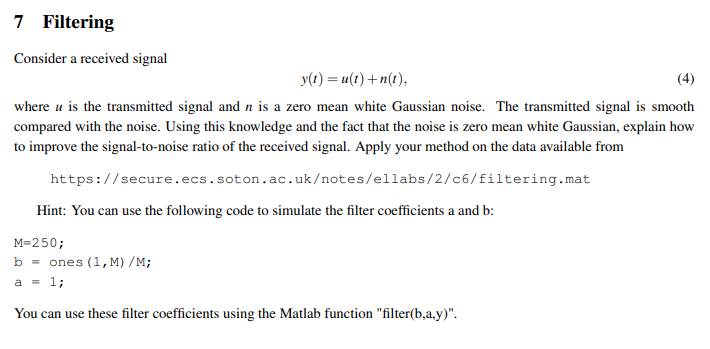 7 Filtering
Consider a received signal
y(t) = u(t) + n(t), (4)
where u is the transmitted signal and n is a zero mean white Gaussian noise. The transmitted signal is smooth
compared with the noise. Using this knowledge and the fact that the noise is zero mean white Gaussian, explain how
to improve the signal-to-noise ratio of the received signal. Apply your method on the data available from
https://secure.ecs.soton.ac.uk/notes/ellabs/2/c6/filtering.mat
Hint: You can use the following code to simulate the filter coefficients a and b:
M=250;
b = ones(1,M)/M;
a = 1;
You can use these filter coefficients using the Matlab function "filter(b,a,y)".